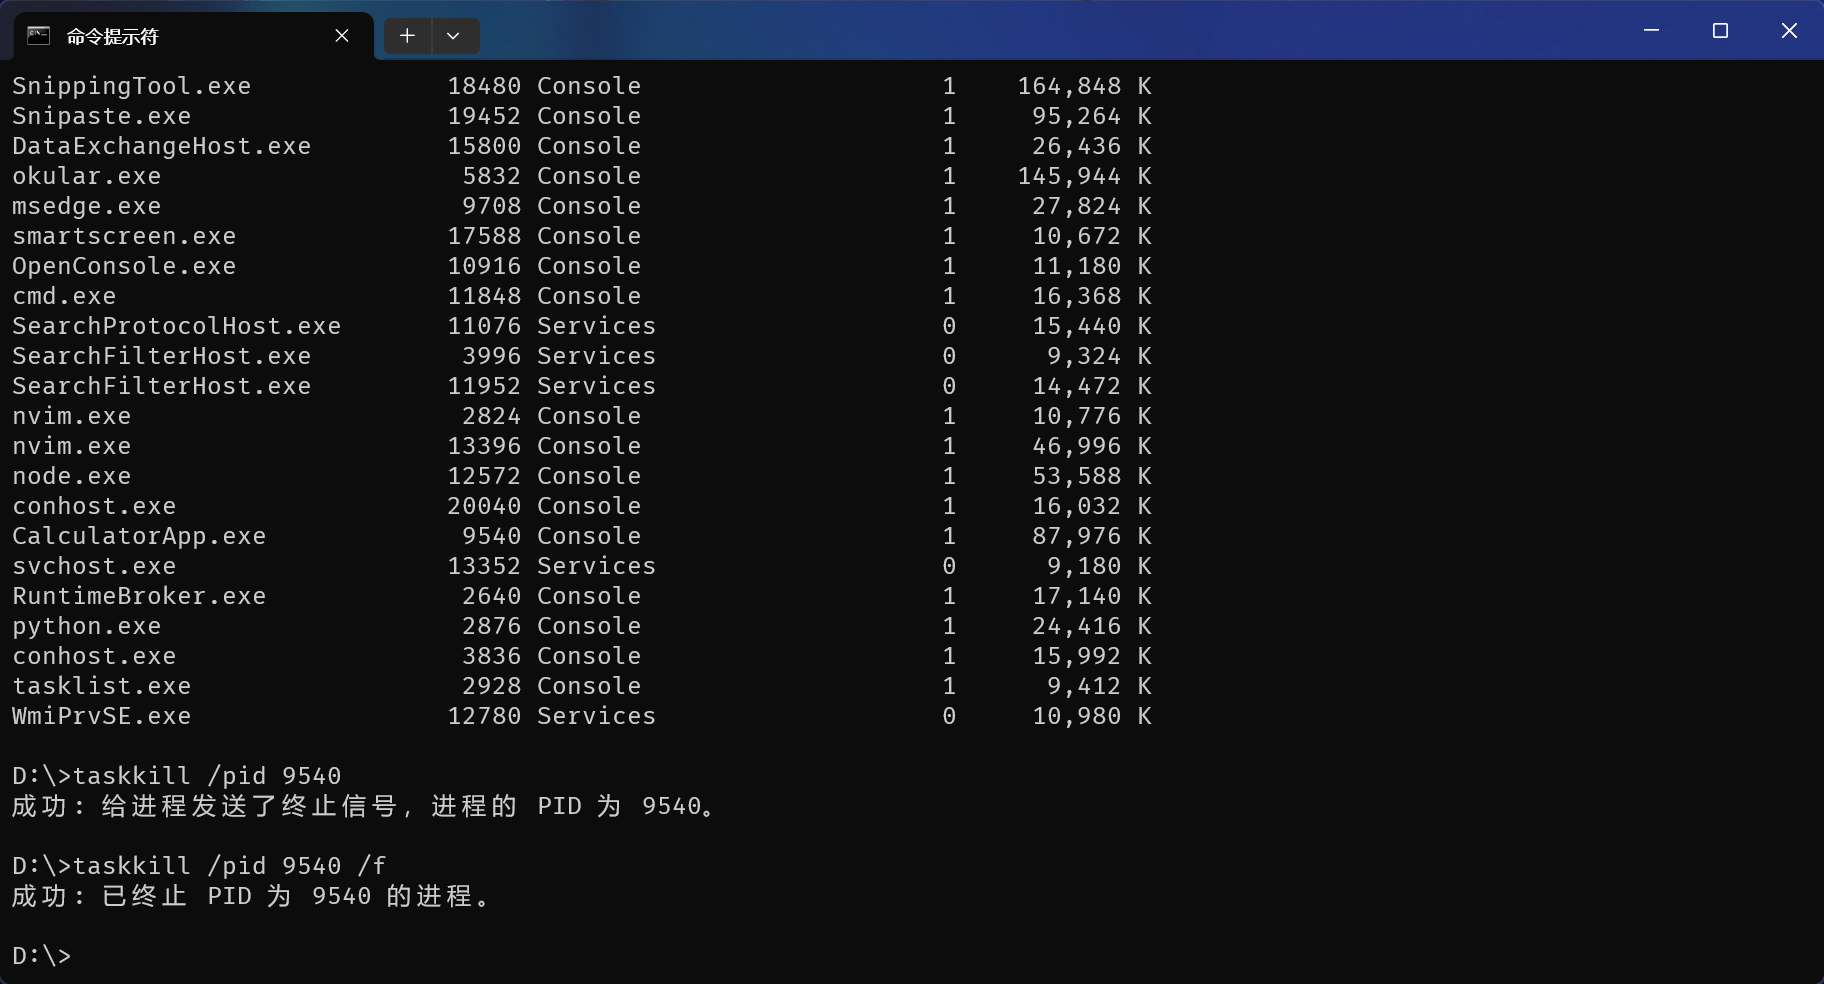 命令提示符
SnippingTool.exe             18480 Console                    1    164,848 K
Snipaste.exe                 19452 Console                    1     95,264 K
DataExchangeHost.exe         15800 Console                    1     26,436 K
okular.exe                    5832 Console                    1    145,944 K
msedge.exe                    9708 Console                    1     27,824 K
smartscreen.exe              17588 Console                    1     10,672 K
OpenConsole.exe              10916 Console                    1     11,180 K
cmd.exe                      11848 Console                    1     16,368 K
SearchProtocolHost.exe       11076 Services                   0     15,440 K
SearchFilterHost.exe          3996 Services                   0      9,324 K
SearchFilterHost.exe         11952 Services                   0     14,472 K
nvim.exe                      2824 Console                    1     10,776 K
nvim.exe                     13396 Console                    1     46,996 K
node.exe                     12572 Console                    1     53,588 K
conhost.exe                  20040 Console                    1     16,032 K
CalculatorApp.exe             9540 Console                    1     87,976 K
svchost.exe                  13352 Services                   0      9,180 K
RuntimeBroker.exe             2640 Console                    1     17,140 K
python.exe                    2876 Console                    1     24,416 K
conhost.exe                   3836 Console                    1     15,992 K
tasklist.exe                  2928 Console                    1      9,412 K
WmiPrvSE.exe                 12780 Services                   0     10,980 K
D:\>taskkill /pid 9540
成功: 给进程发送了终止信号，进程的 PID 为 9540。
D:\>taskkill /pid 9540 /f
成功: 已终止 PID 为 9540 的进程。
D:\>